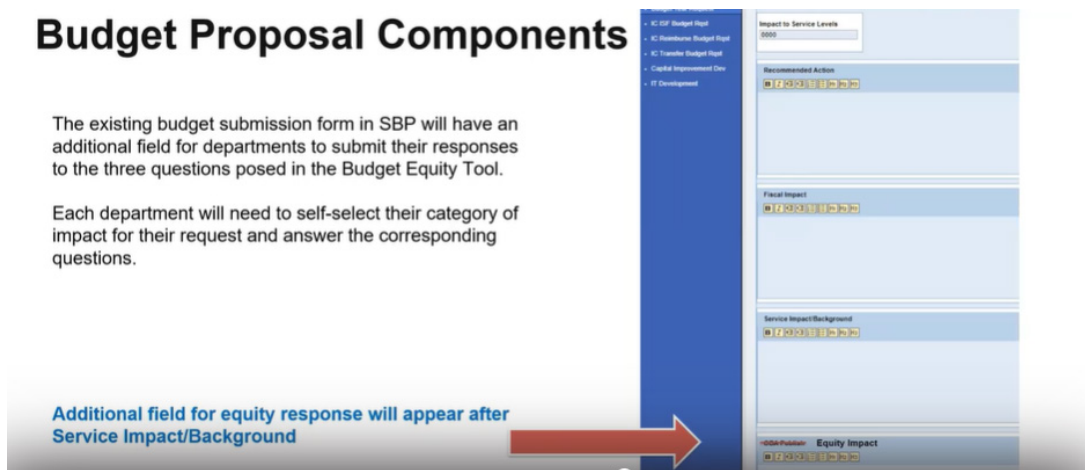 Budget Proposal Components
The existing budget submission form in SBP will have an
additional field for departments to submit their responses
to the three questions posed in the Budget Equity Tool.
Each department will need to self-select their category of
impact for their request and answer the corresponding
questions.
Additional field for equity response will appear after
Service Impact/Background
IC ISF Budget Rqst
IC Reimburse Budget Rqst
IC Transfer Budget Rqst
Capital Improvement Dev
IT Development
Impact to Service Levels
0000
Recommended Action
Fiscal Impact
Service Impact/Background
Equity Impact